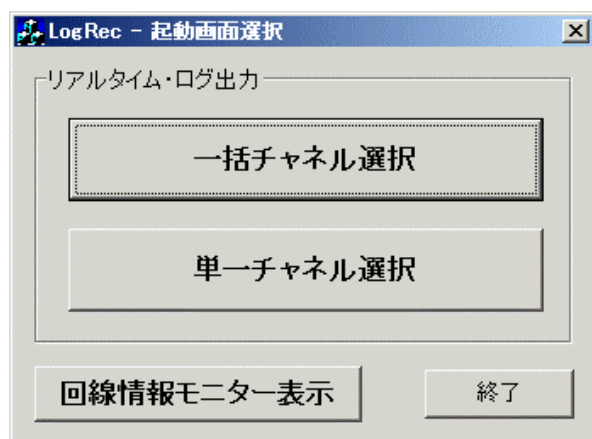 LogRec - 起動画面選択
リアルタイム・ログ出力
一括チャネル選択
単一チャネル選択
回線情報モニター表示
終了